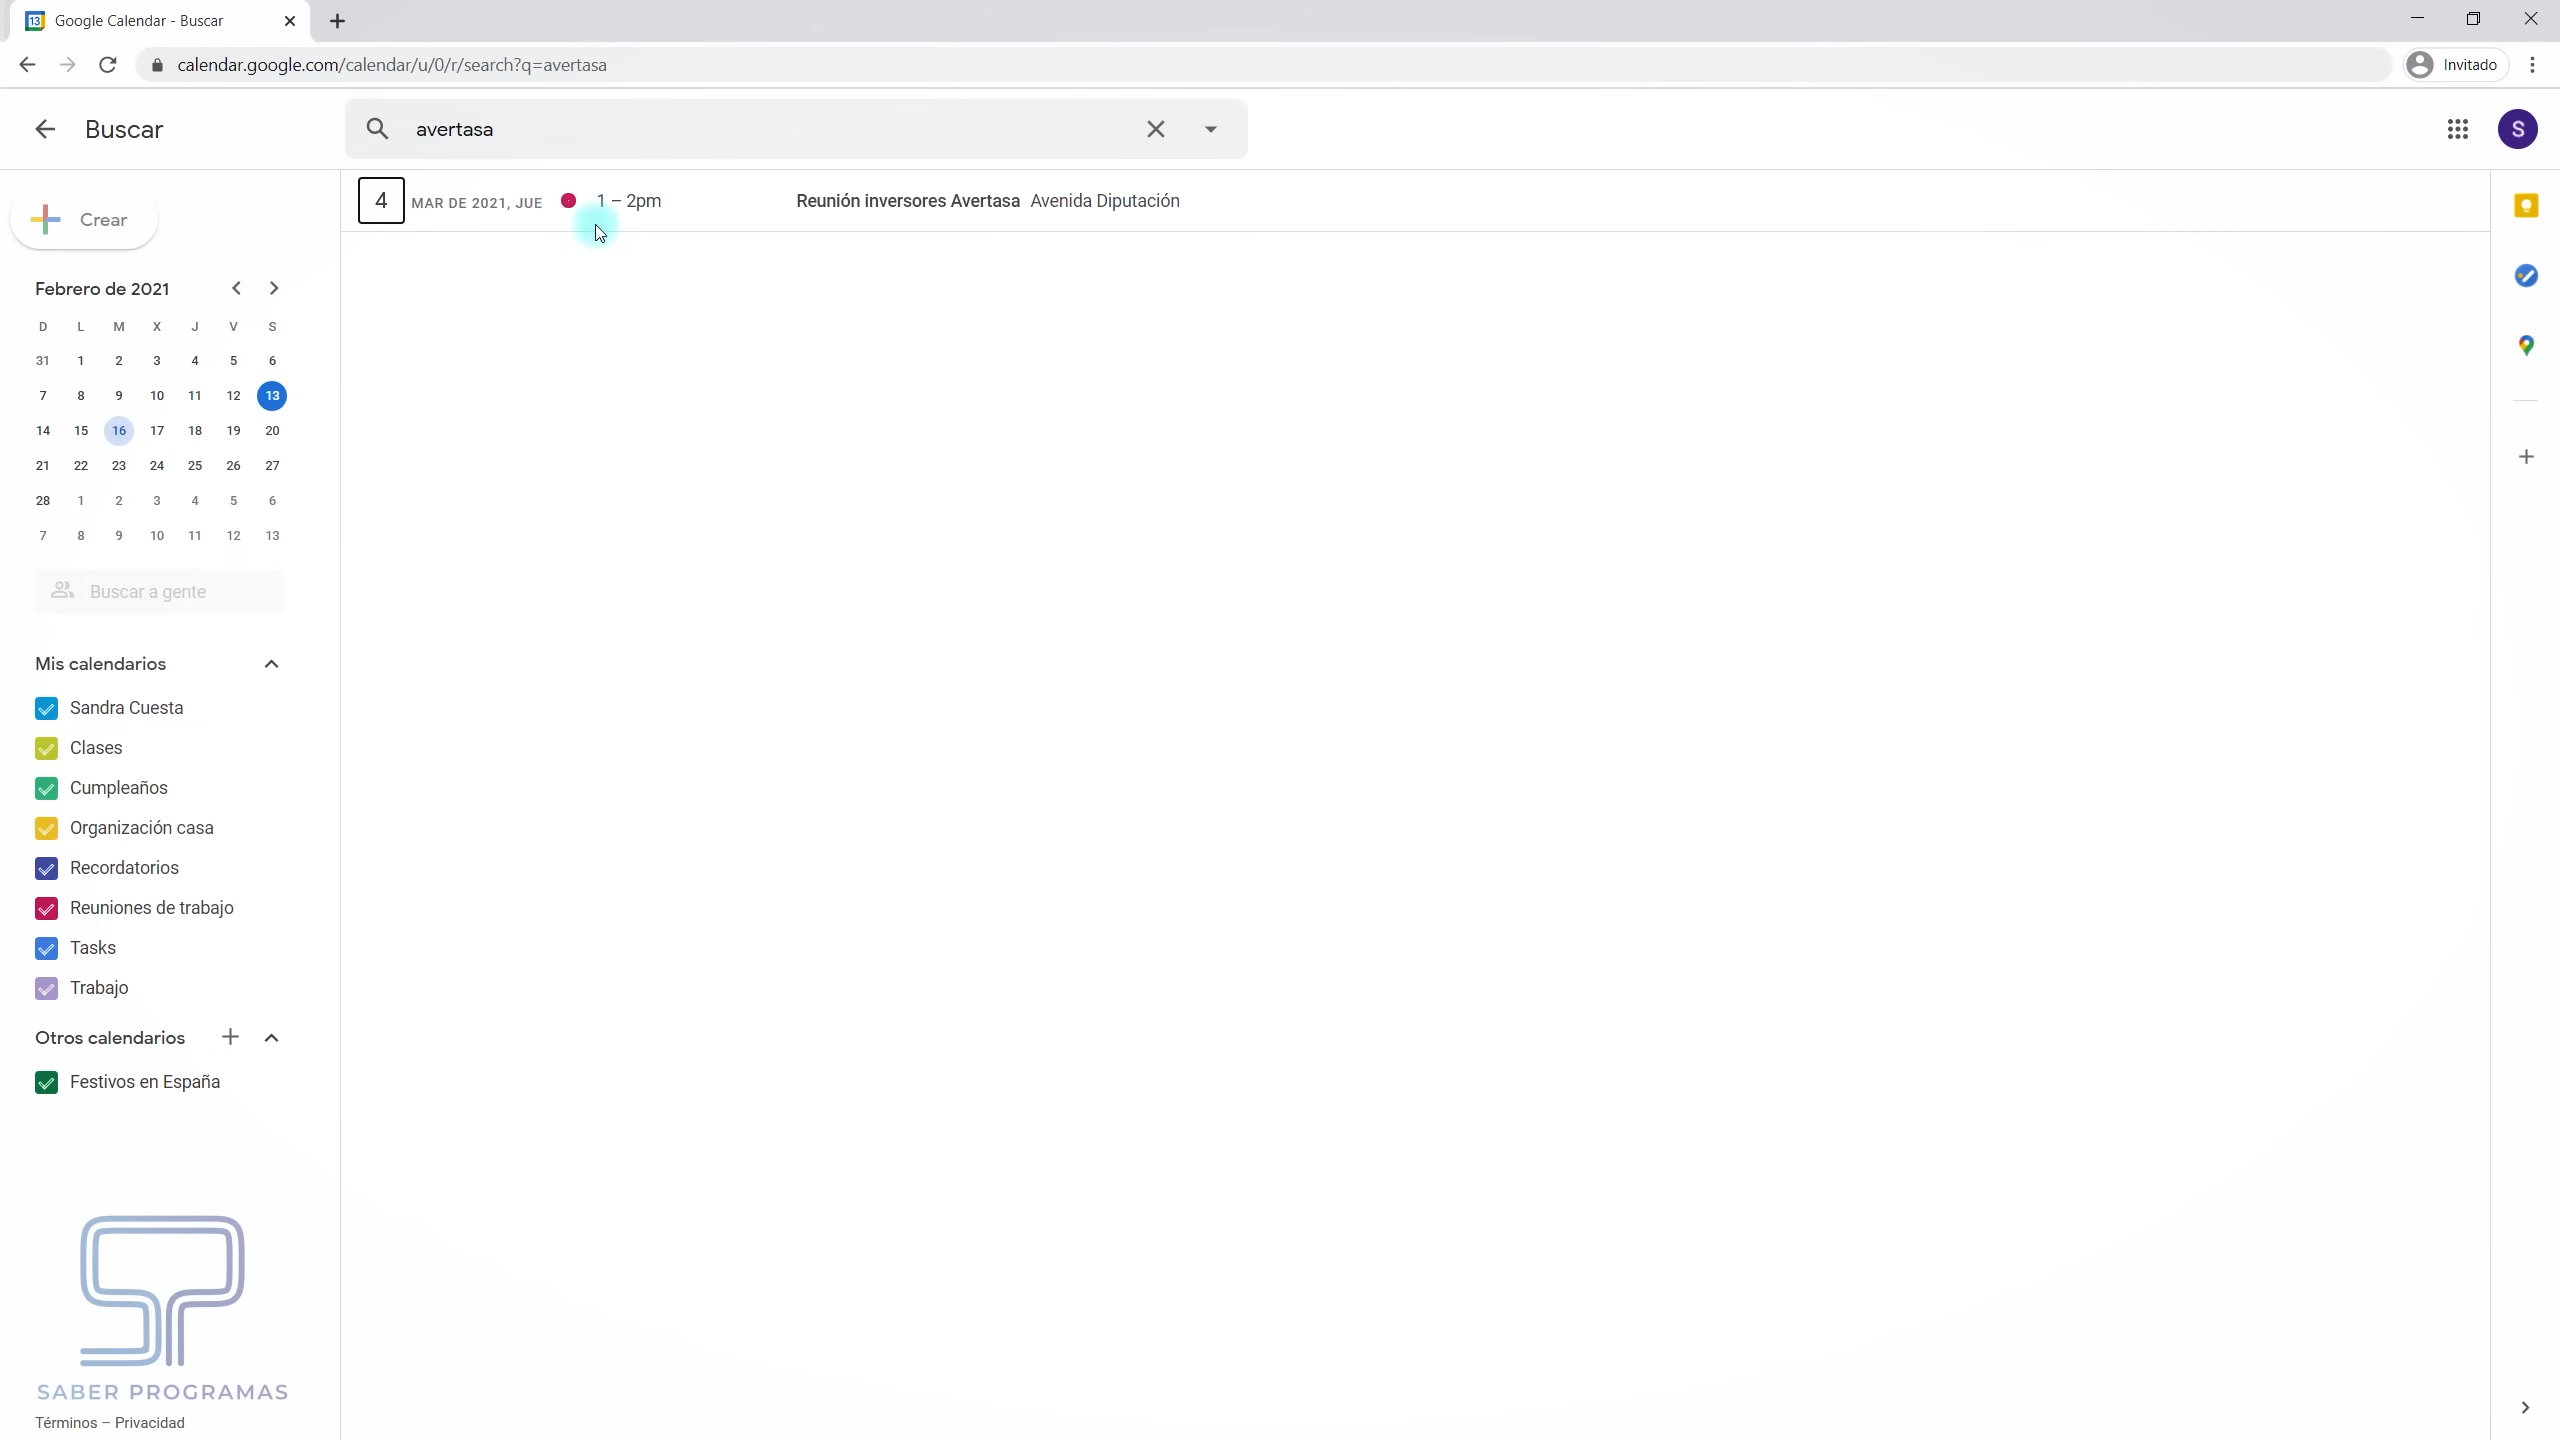 Google Calendar - Buscar
calendar.google.com/calendar/u/0/r/search?q=avertasa
Invitado
Buscar
avertasa
S
4 MAR DE 2021, JUE 1 – 2pm Reunión inversores Avertasa Avenida Diputación
Crear
Febrero de 2021
D L M X J V S
31 1 2 3 4 5 6
7 8 9 10 11 12 13
14 15 16 17 18 19 20
21 22 23 24 25 26 27
28 1 2 3 4 5 6
7 8 9 10 11 12 13
Buscar a gente
Mis calendarios
Sandra Cuesta
Clases
Cumpleaños
Organización casa
Recordatorios
Reuniones de trabajo
Tasks
Trabajo
Otros calendarios
Festivos en España
SABER PROGRAMAS
Términos – Privacidad